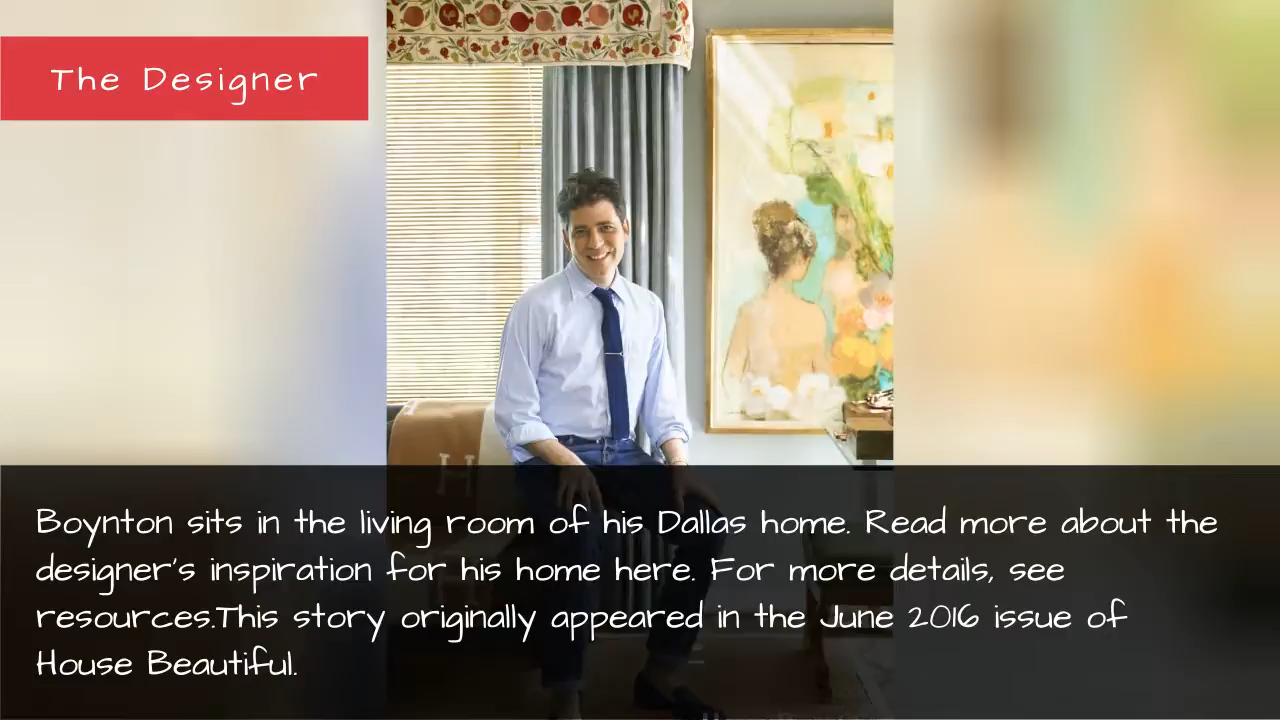 The Designer
Boynton sits in the living room of his Dallas home. Read more about the
designer's inspiration for his home here. For more details, see
resources.This story originally appeared in the June 2016 issue of
House Beautiful.